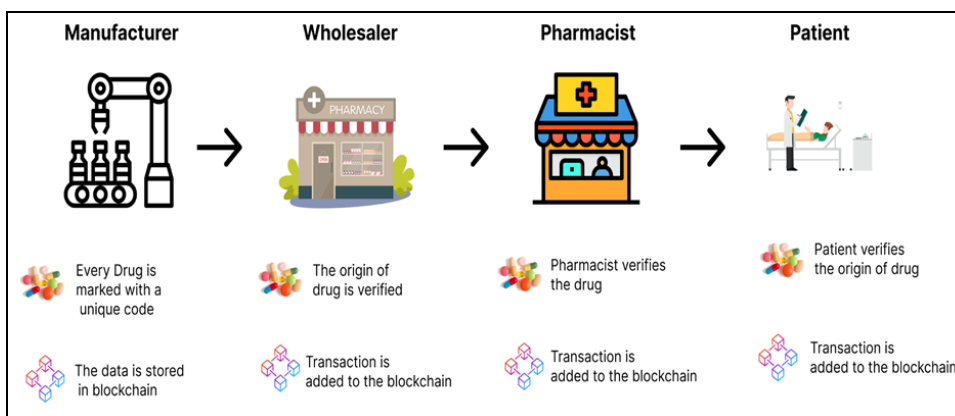 Manufacturer
Wholesaler
Pharmacist
Patient
PHARMACY
Every Drug is
marked with a
unique code
The origin of
drug is verified
Pharmacist verifies
the drug
Patient verifies
the origin of drug
The data is stored
in blockchain
Transaction is
added to the blockchain
Transaction is
added to the blockchain
Transaction is
added to the blockchain